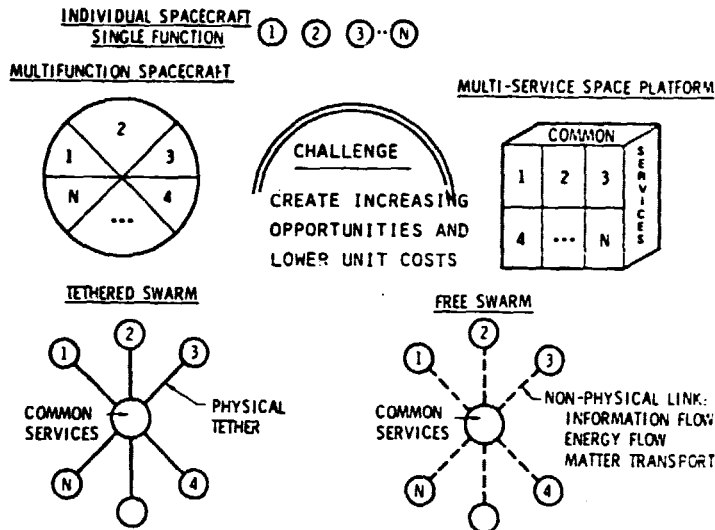 INDIVIDUAL SPACECRAFT
SINGLE FUNCTION
1 2 3 ·· N
MULTIFUNCTION SPACECRAFT
1
2
3
4
...
N
CHALLENGE
CREATE INCREASING
OPPORTUNITIES AND
LOWER UNIT COSTS
MULTI-SERVICE SPACE PLATFORM
COMMON
SERVICES
1 2 3
4 ... N
TETHERED SWARM
1
2
3
4
N
COMMON
SERVICES
PHYSICAL
TETHER
FREE SWARM
1
2
3
4
N
COMMON
SERVICES
NON-PHYSICAL LINK:
INFORMATION FLOW
ENERGY FLOW
MATTER TRANSPORT